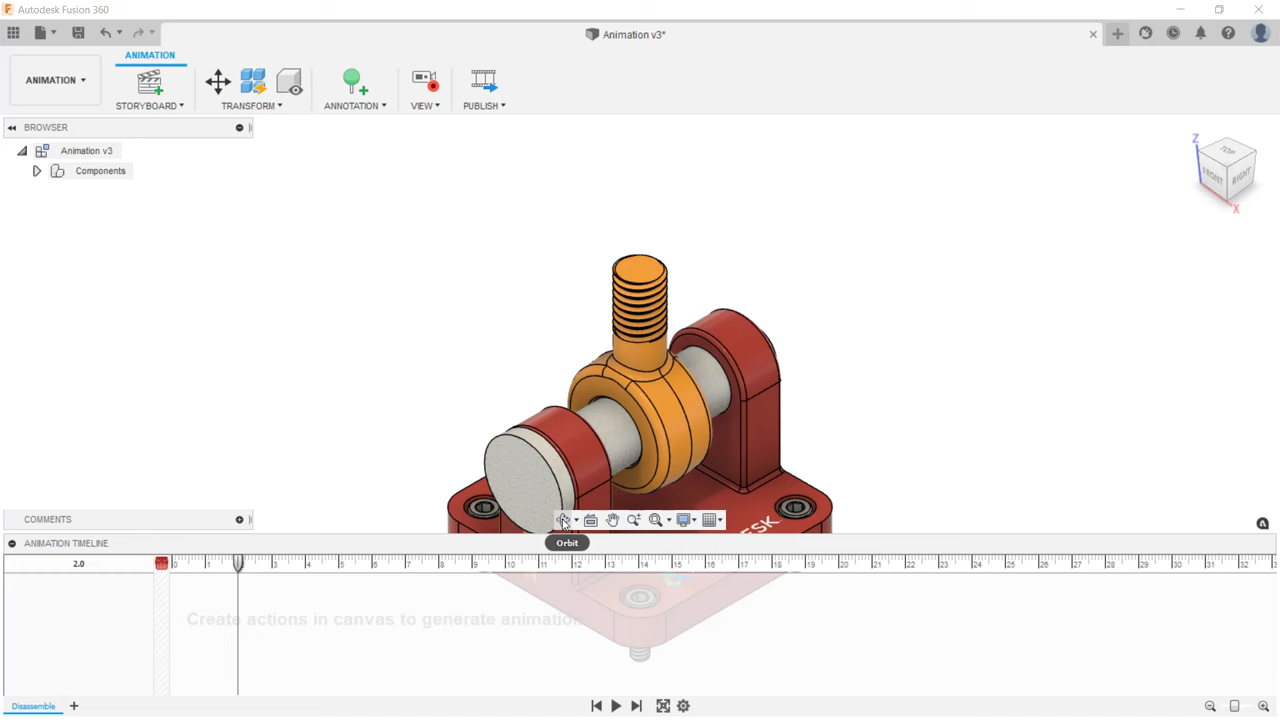 Autodesk Fusion 360
Animation v3*
ANIMATION
ANIMATION
STORYBOARD
TRANSFORM
ANNOTATION
VIEW
PUBLISH
BROWSER
Animation v3
Components
Z
TOP
FRONT
RIGHT
X
COMMENTS
Orbit
ANIMATION TIMELINE
2.0
0 1 3 4 5 6 7 8 9 10 11 12 13 14 15 16 17 18 19 20 21 22 23 24 25 26 27 28 29 30 31 32
Create actions in canvas to generate animation
Disassemble